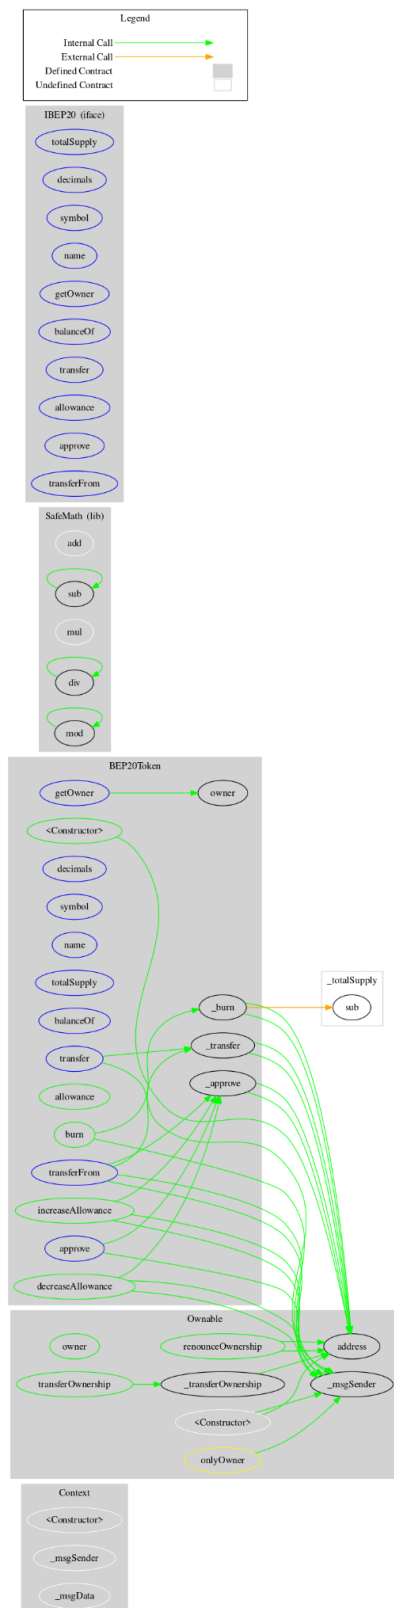 Legend
Internal Call
External Call
Defined Contract
Undefined Contract
IBEP20 (iface)
totalSupply
decimals
symbol
name
getOwner
balanceOf
transfer
allowance
approve
transferFrom
SafeMath (lib)
add
sub
mul
div
mod
BEP20Token
getOwner
owner
<Constructor>
decimals
symbol
name
totalSupply
_totalSupply
_burn
sub
balanceOf
_transfer
transfer
_approve
allowance
burn
transferFrom
increaseAllowance
approve
decreaseAllowance
Ownable
owner
renounceOwnership
address
transferOwnership
_transferOwnership
_msgSender
<Constructor>
onlyOwner
Context
<Constructor>
_msgSender
_msgData